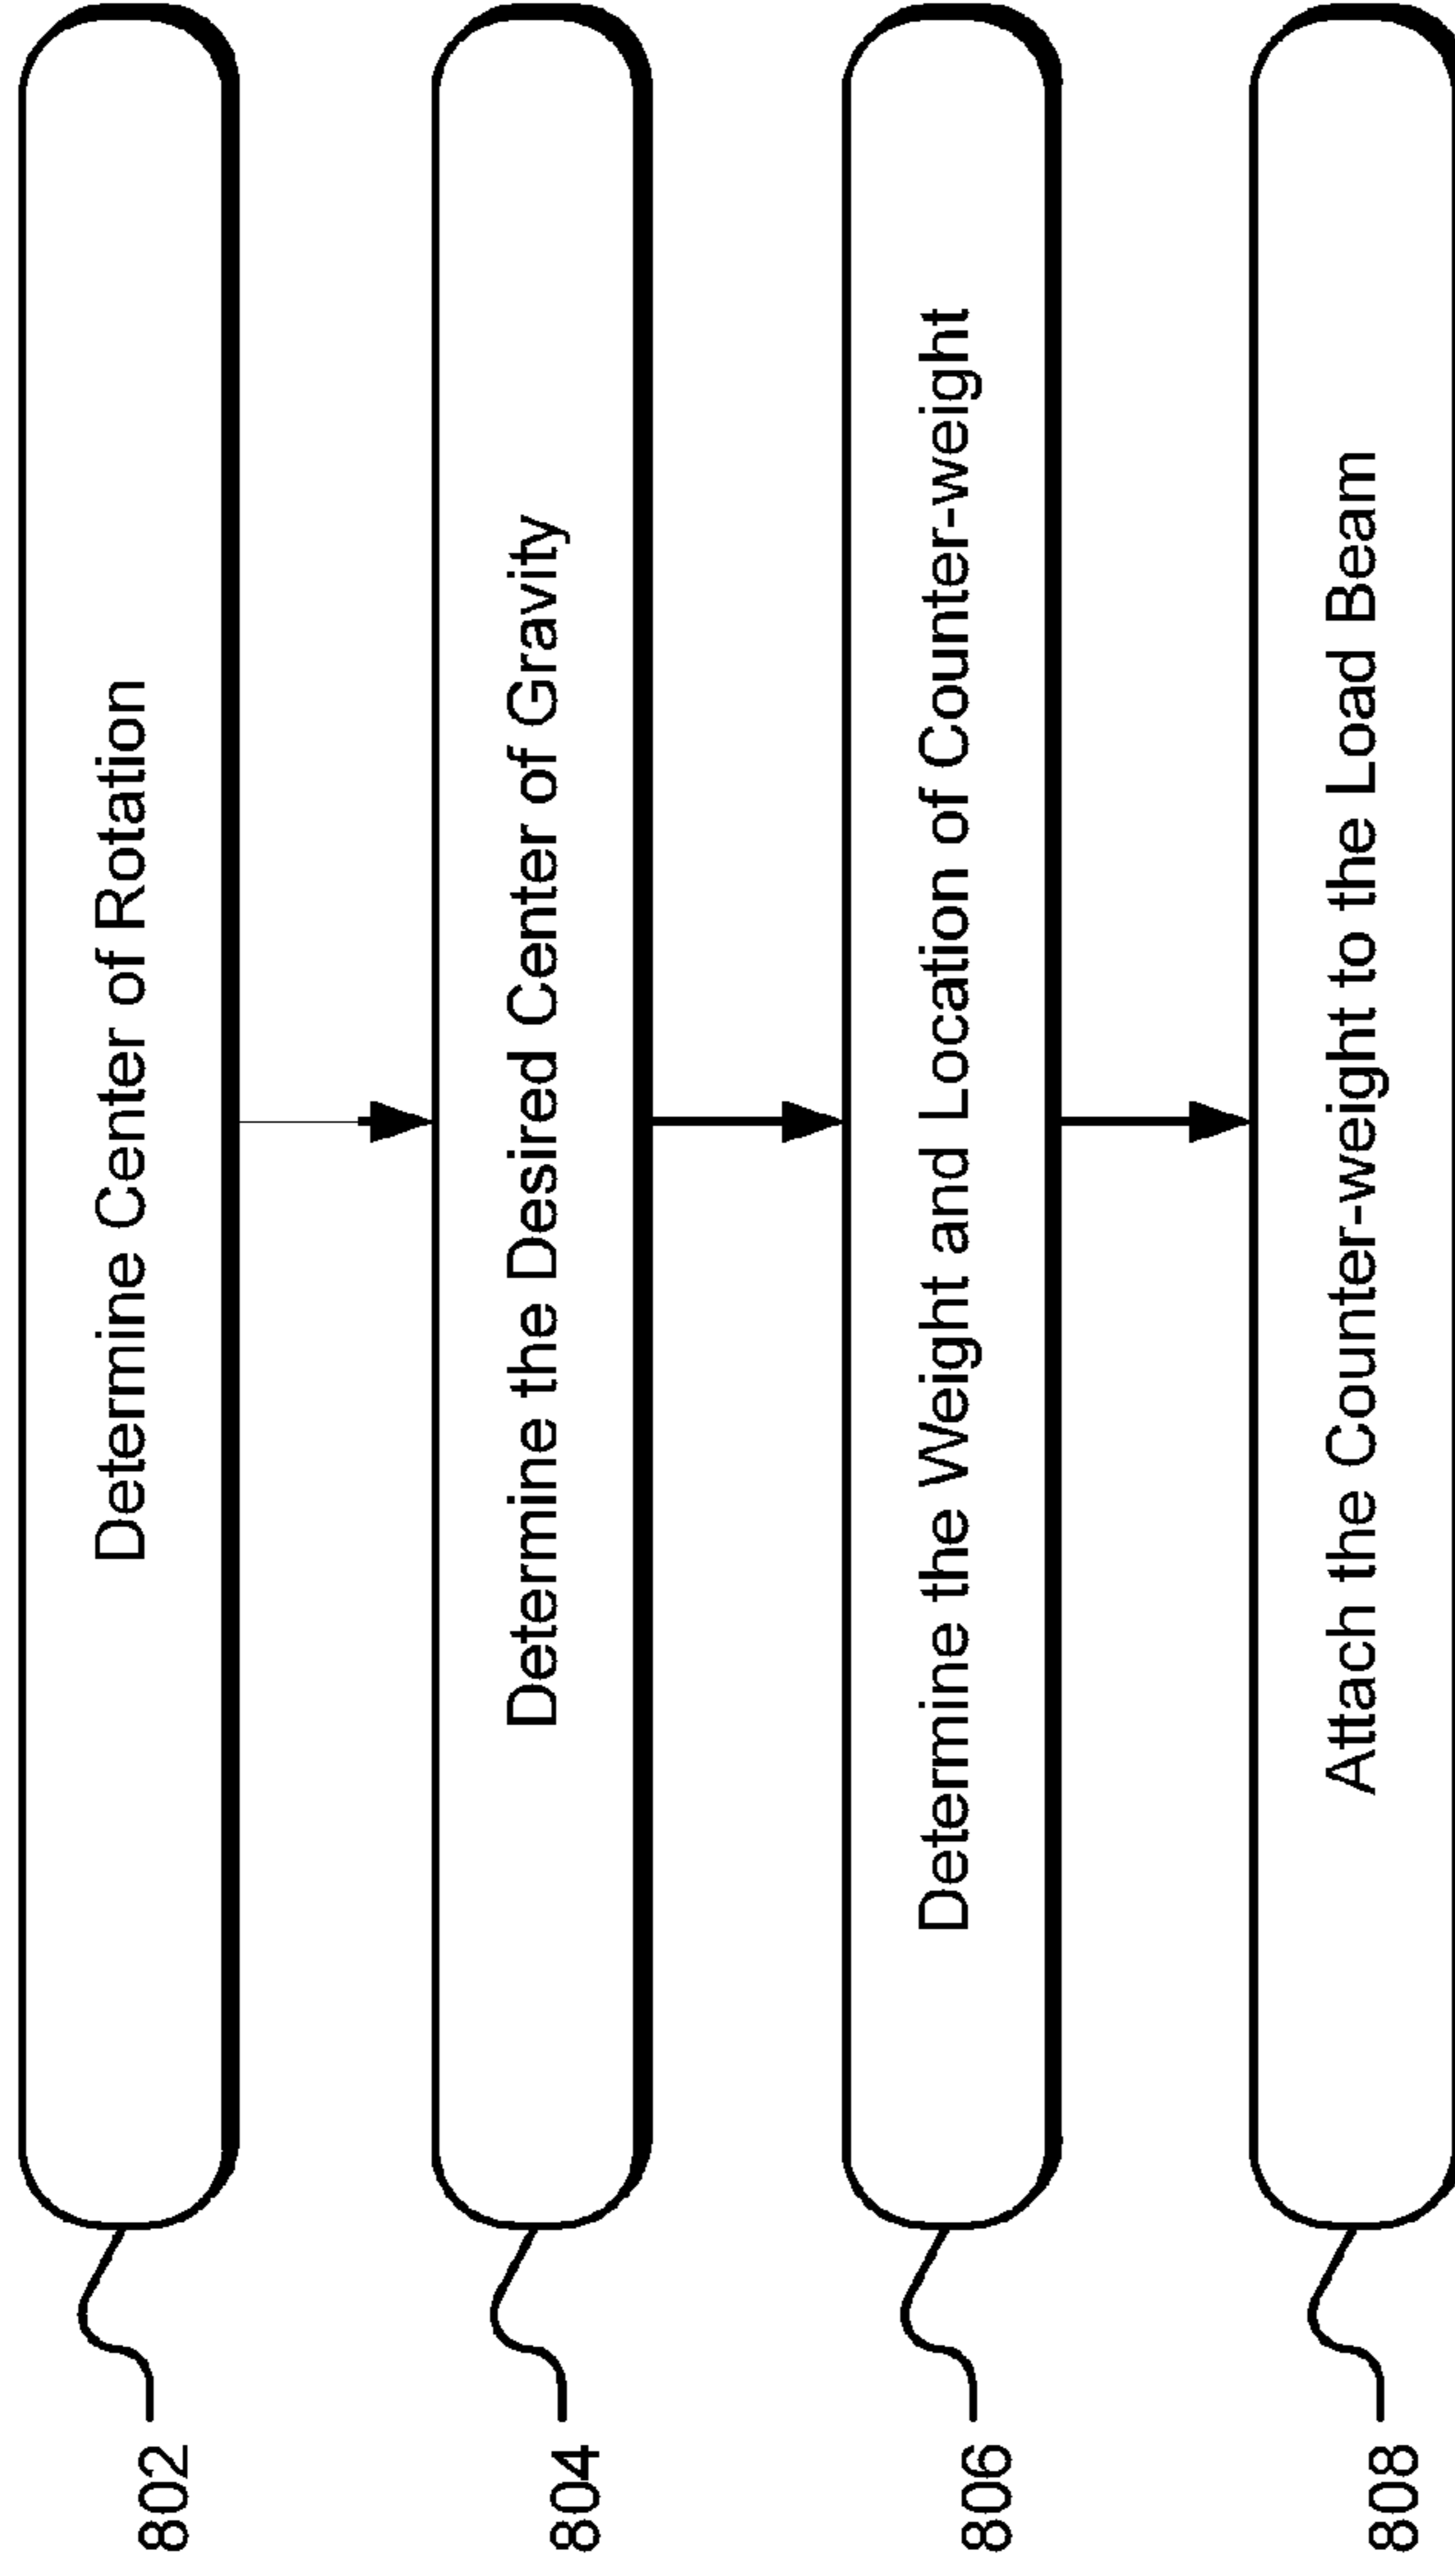 802
Determine Center of Rotation
804
Determine the Desired Center of Gravity
806
Determine the Weight and Location of Counter-weight
808
Attach the Counter-weight to the Load Beam